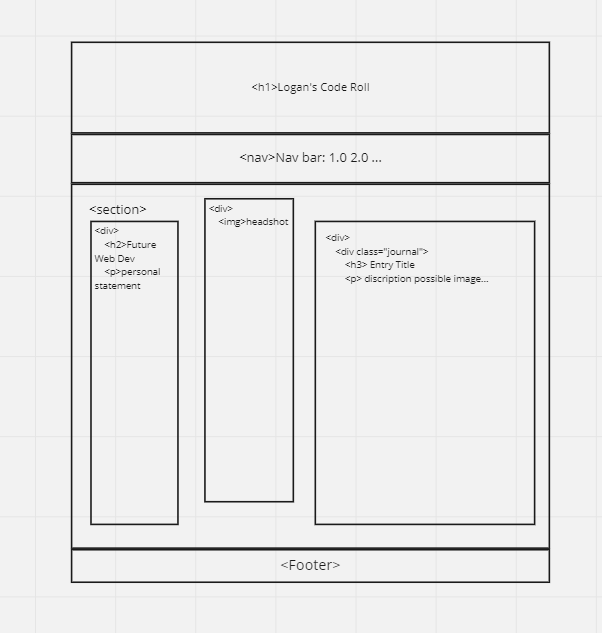 <h1>Logan's Code Roll
<nav>Nav bar: 1.0 2.0 ...
<section>
<div>
<h2>Future
Web Dev
<p>personal
statement
<div>
<img>headshot
<div>
<div class="journal">
<h3> Entry Title
<p> discription possible image...
<Footer>